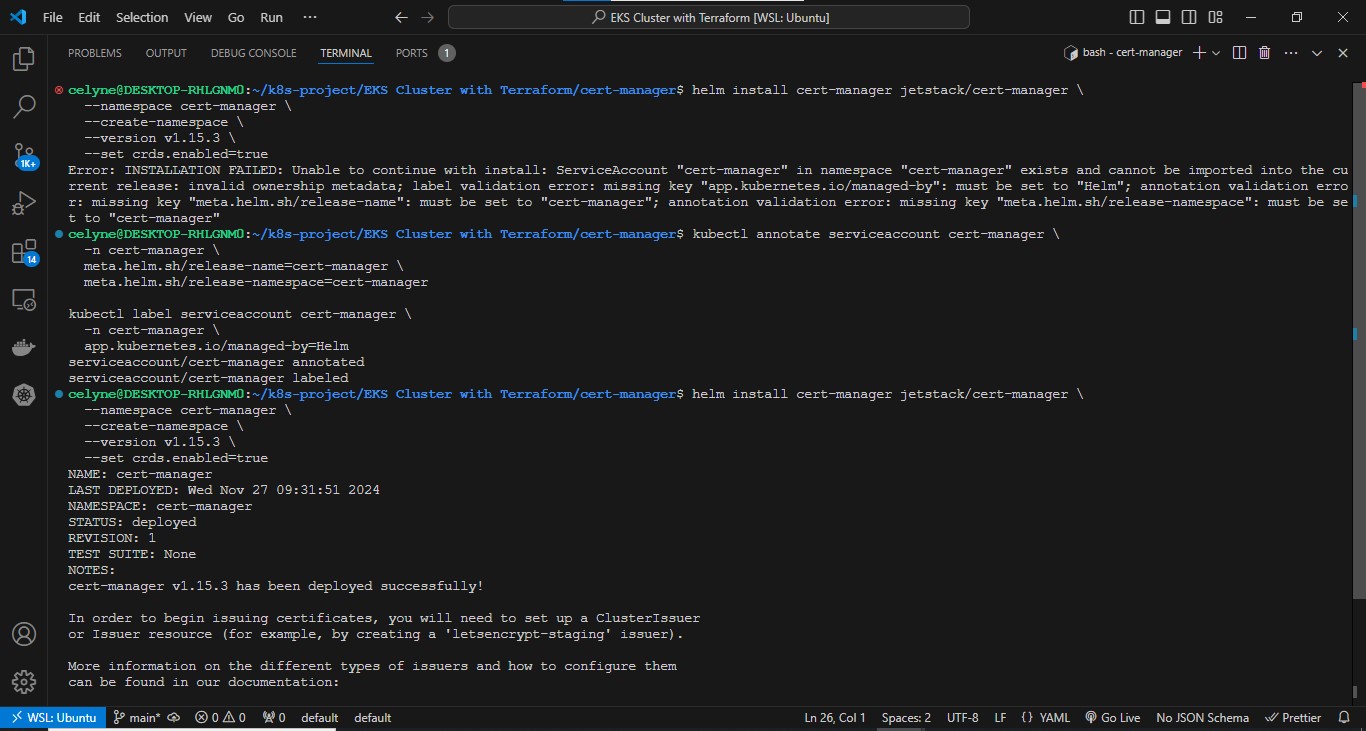 File Edit Selection View Go Run ··· EKS Cluster with Terraform [WSL: Ubuntu]
PROBLEMS OUTPUT DEBUG CONSOLE TERMINAL PORTS 1 bash - cert-manager
celyne@DESKTOP-RHLGNM0:~/k8s-project/EKS Cluster with Terraform/cert-manager$ helm install cert-manager jetstack/cert-manager \
--namespace cert-manager \
--create-namespace \
--version v1.15.3 \
--set crds.enabled=true
Error: INSTALLATION FAILED: Unable to continue with install: ServiceAccount "cert-manager" in namespace "cert-manager" exists and cannot be imported into the cu
rrent release: invalid ownership metadata; label validation error: missing key "app.kubernetes.io/managed-by": must be set to "Helm"; annotation validation erro
r: missing key "meta.helm.sh/release-name": must be set to "cert-manager"; annotation validation error: missing key "meta.helm.sh/release-namespace": must be se
t to "cert-manager"
celyne@DESKTOP-RHLGNM0:~/k8s-project/EKS Cluster with Terraform/cert-manager$ kubectl annotate serviceaccount cert-manager \
-n cert-manager \
meta.helm.sh/release-name=cert-manager \
meta.helm.sh/release-namespace=cert-manager
kubectl label serviceaccount cert-manager \
-n cert-manager \
app.kubernetes.io/managed-by=Helm
serviceaccount/cert-manager annotated
serviceaccount/cert-manager labeled
celyne@DESKTOP-RHLGNM0:~/k8s-project/EKS Cluster with Terraform/cert-manager$ helm install cert-manager jetstack/cert-manager \
--namespace cert-manager \
--create-namespace \
--version v1.15.3 \
--set crds.enabled=true
NAME: cert-manager
LAST DEPLOYED: Wed Nov 27 09:31:51 2024
NAMESPACE: cert-manager
STATUS: deployed
REVISION: 1
TEST SUITE: None
NOTES:
cert-manager v1.15.3 has been deployed successfully!
In order to begin issuing certificates, you will need to set up a ClusterIssuer
or Issuer resource (for example, by creating a 'letsencrypt-staging' issuer).
More information on the different types of issuers and how to configure them
can be found in our documentation:
1K+
14
WSL: Ubuntu main* 0 0 0 default default Ln 26, Col 1 Spaces: 2 UTF-8 LF {} YAML Go Live No JSON Schema Prettier